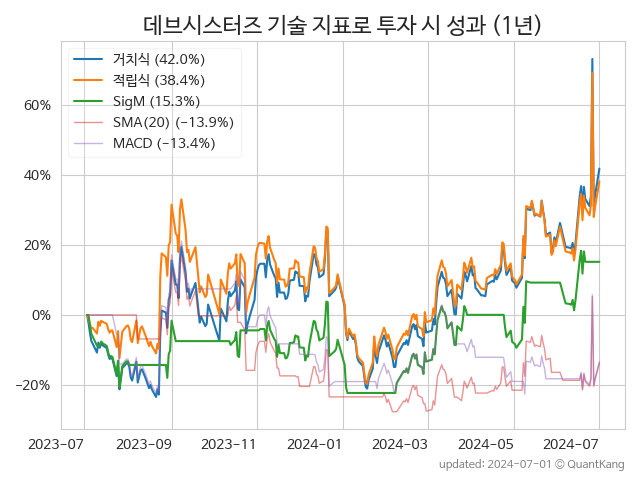 데브시스터즈 기술 지표로 투자 시 성과 (1년)
거치식 (42.0%)
적립식 (38.4%)
SigM (15.3%)
SMA(20) (−13.9%)
MACD (−13.4%)
60%
40%
20%
0%
−20%
2023-07
2023-09
2023-11
2024-01
2024-03
2024-05
2024-07
updated: 2024-07-01 © QuantKang